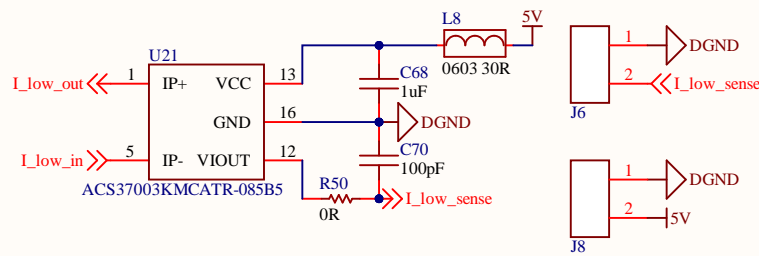 L8
5V
U21
I_low_out
1
IP+
VCC
13
0603 30R
C68
1uF
GND
16
DGND
I_low_in
5
IP-
VIOUT
12
C70
100pF
ACS37003KMCATR-085B5
R50
0R
I_low_sense
1
DGND
2
I_low_sense
J6
1
DGND
2
5V
J8